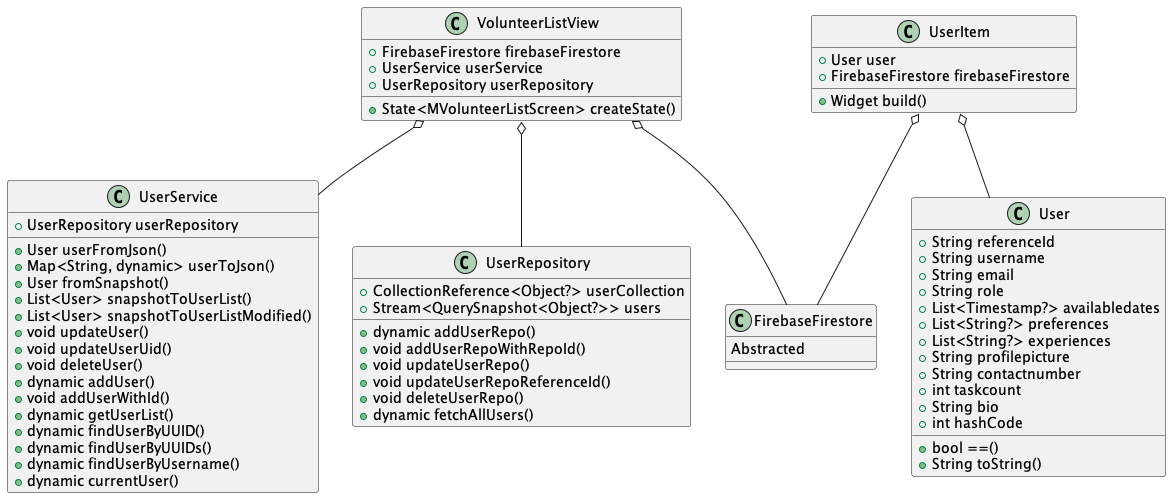 C VolunteerListView
FirebaseFirestore firebaseFirestore
UserService userService
UserRepository userRepository
State<MVolunteerListScreen> createState()
C UserItem
User user
FirebaseFirestore firebaseFirestore
Widget build()
C UserService
UserRepository userRepository
User userFromJson()
Map<String, dynamic> userToJson()
User fromSnapshot()
List<User> snapshotToUserList()
List<User> snapshotToUserListModified()
void updateUser()
void updateUserUid()
void deleteUser()
dynamic addUser()
void addUserWithId()
dynamic getUserList()
dynamic findUserByUUID()
dynamic findUserByUUIDs()
dynamic findUserByUsername()
dynamic currentUser()
C UserRepository
CollectionReference<Object?> userCollection
Stream<QuerySnapshot<Object?>> users
dynamic addUserRepo()
void addUserRepoWithRepoId()
void updateUserRepo()
void updateUserRepoReferenceId()
void deleteUserRepo()
dynamic fetchAllUsers()
C FirebaseFirestore
Abstracted
C User
String referenceId
String username
String email
String role
List<Timestamp?> availabledates
List<String?> preferences
List<String?> experiences
String profilepicture
String contactnumber
int taskcount
String bio
int hashCode
bool ==()
String toString()